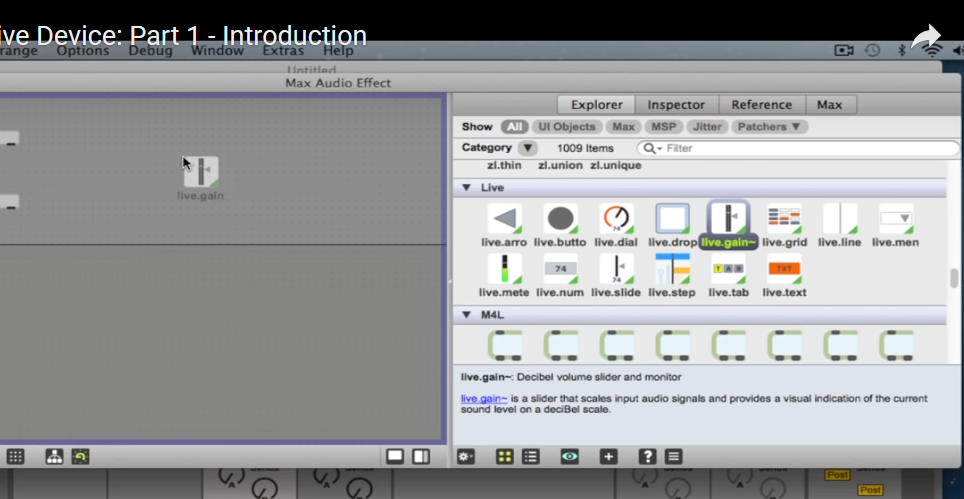 ive Device: Part 1 - Introduction
range Options Debug Window Extras Help
Untitled
Max Audio Effect
Explorer Inspector Reference Max
Show All UI Objects Max MSP Jitter Patchers ▼
Category ▼ 1009 Items Filter
zl.thin zl.union zl.unique
▼ Live
live.gain
live.arro live.butto live.dial live.drop live.gain~ live.grid live.line live.men
74
74 74 T A B TXT
live.mete live.num live.slide live.step live.tab live.text
▼ M4L
live.gain~: Decibel volume slider and monitor
live.gain~ is a slider that scales input audio signals and provides a visual indication of the current
sound level on a deciBel scale.
A A A A Post
Post